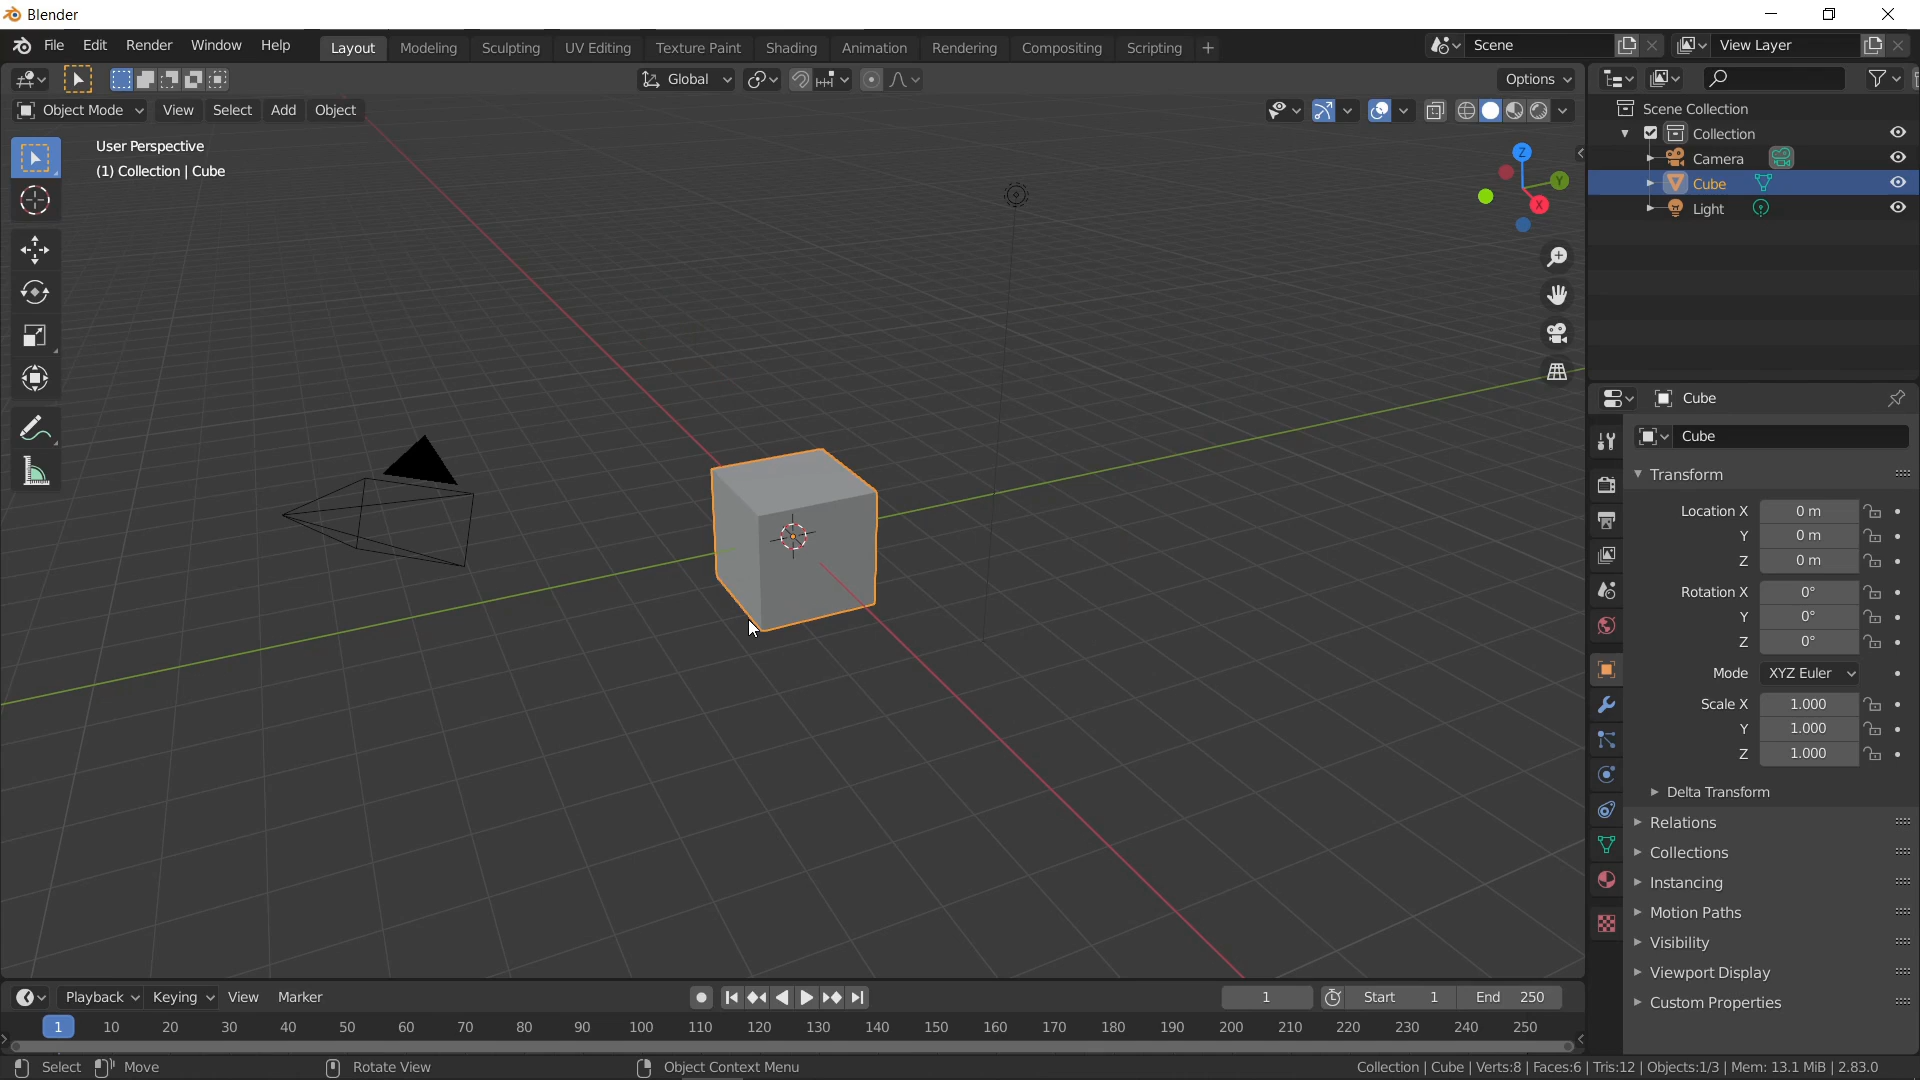 Blender
File Edit Render Window Help Layout Modeling Sculpting UV Editing Texture Paint Shading Animation Rendering Compositing Scripting + Scene View Layer
Global Options
Object Mode View Select Add Object
User Perspective
(1) Collection | Cube
Z
Y
X
Scene Collection
Collection
Camera
Cube
Light
Cube
Cube
Transform
Location X 0 m
Y 0 m
Z 0 m
Rotation X 0°
Y 0°
Z 0°
Mode XYZ Euler
Scale X 1.000
Y 1.000
Z 1.000
Delta Transform
Relations
Collections
Instancing
Motion Paths
Visibility
Viewport Display
Custom Properties
Playback Keying View Marker 1 Start 1 End 250
1 10 20 30 40 50 60 70 80 90 100 110 120 130 140 150 160 170 180 190 200 210 220 230 240 250
Select Move Rotate View Object Context Menu Collection | Cube | Verts:8 | Faces:6 | Tris:12 | Objects:1/3 | Mem: 13.1 MiB | 2.83.0